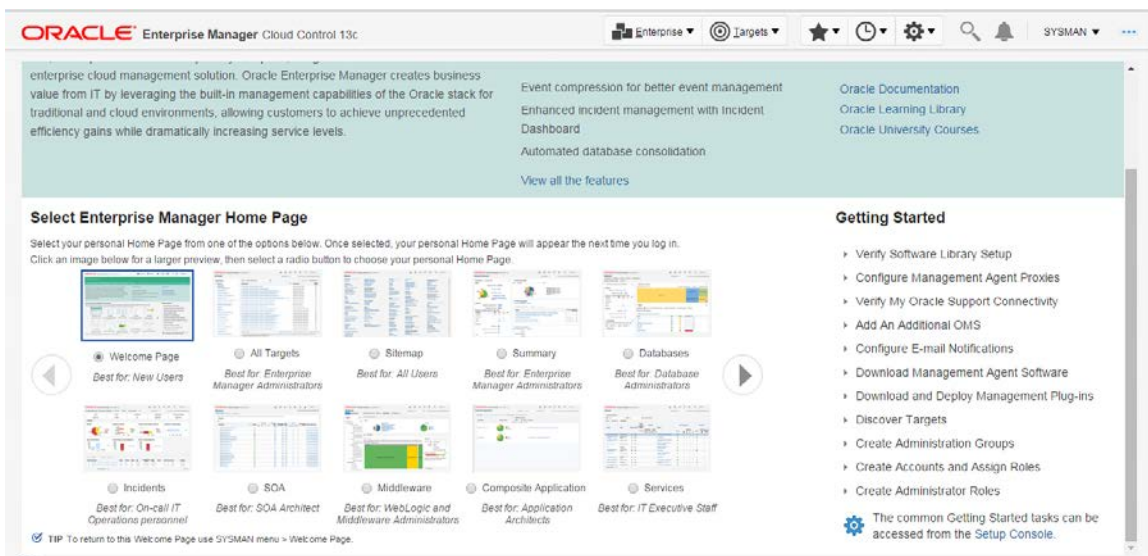 ORACLE Enterprise Manager Cloud Control 13c
Enterprise
Targets
SYSMAN
enterprise cloud management solution. Oracle Enterprise Manager creates business
value from IT by leveraging the built-in management capabilities of the Oracle stack for
traditional and cloud environments, allowing customers to achieve unprecedented
efficiency gains while dramatically increasing service levels.
Event compression for better event management
Enhanced incident management with Incident
Dashboard
Automated database consolidation
View all the features
Oracle Documentation
Oracle Learning Library
Oracle University Courses
Select Enterprise Manager Home Page
Select your personal Home Page from one of the options below. Once selected, your personal Home Page will appear the next time you log in.
Click an image below for a larger preview, then select a radio button to choose your personal Home Page.
Welcome Page
Best for: New Users
All Targets
Best for: Enterprise
Manager Administrators
Sitemap
Best for: All Users
Summary
Best for: Enterprise
Manager Administrators
Databases
Best for: Database
Administrators
Incidents
Best for: On-call IT
Operations personnel
SOA
Best for: SOA Architect
Middleware
Best for: WebLogic and
Middleware Administrators
Composite Application
Best for: Application
Architects
Services
Best for: IT Executive Staff
TIP To return to this Welcome Page use SYSMAN menu > Welcome Page.
Getting Started
Verify Software Library Setup
Configure Management Agent Proxies
Verify My Oracle Support Connectivity
Add An Additional OMS
Configure E-mail Notifications
Download Management Agent Software
Download and Deploy Management Plug-ins
Discover Targets
Create Administration Groups
Create Accounts and Assign Roles
Create Administrator Roles
The common Getting Started tasks can be
accessed from the Setup Console.